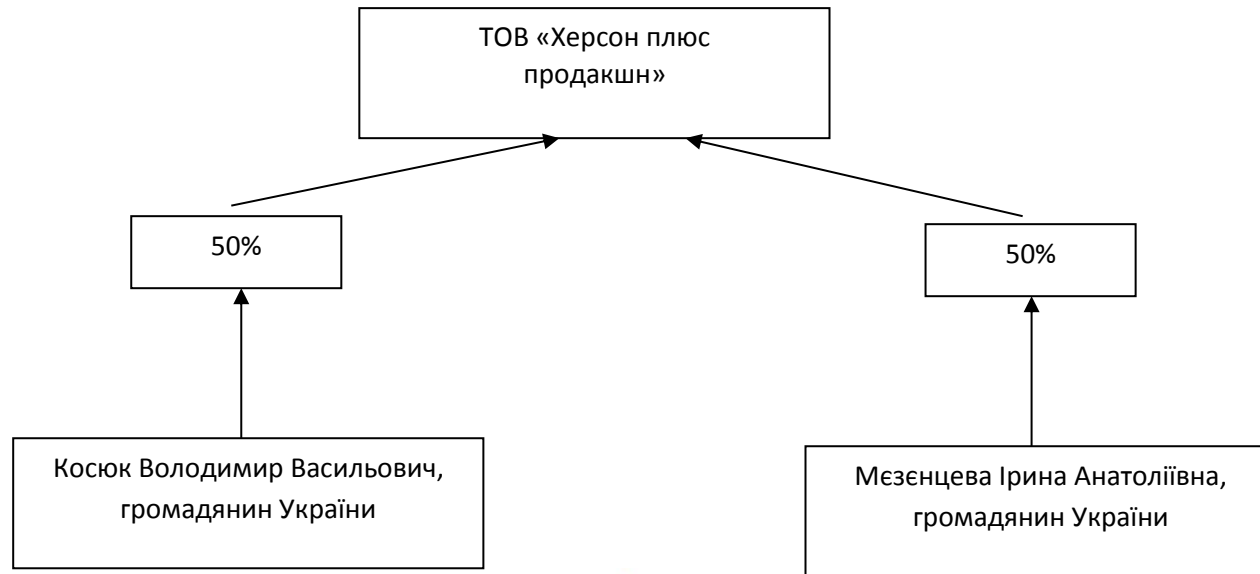 ТОВ «Херсон плюс
продакшн»
50%
50%
Косюк Володимир Васильович,
громадянин України
Мєзєнцева Ірина Анатоліївна,
громадянин України